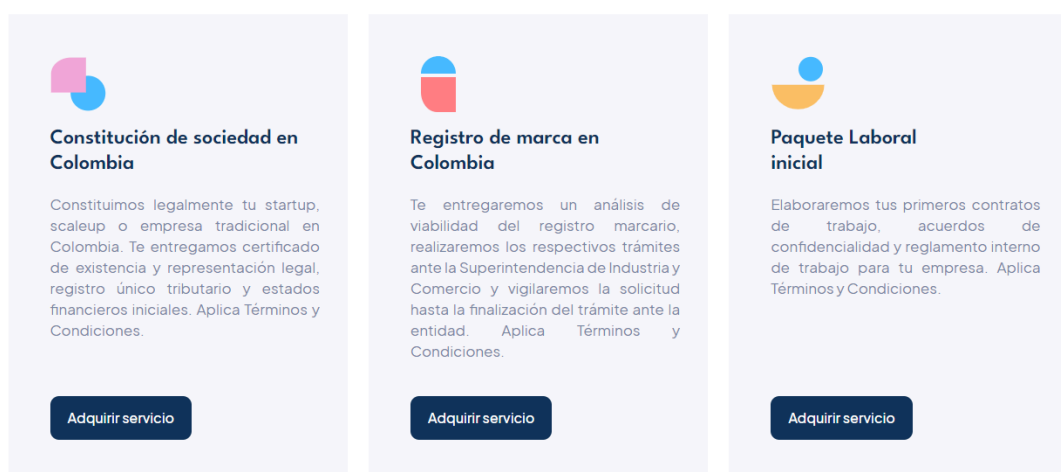 Constitución de sociedad en
Colombia
Constituimos legalmente tu startup,
scaleup o empresa tradicional en
Colombia. Te entregamos certificado
de existencia y representación legal,
registro único tributario y estados
financieros iniciales. Aplica Términos y
Condiciones.
Adquirir servicio
Registro de marca en
Colombia
Te entregaremos un análisis de
viabilidad del registro marcario,
realizaremos los respectivos trámites
ante la Superintendencia de Industria y
Comercio y vigilaremos la solicitud
hasta la finalización del trámite ante la
entidad. Aplica Términos y
Condiciones.
Adquirir servicio
Paquete Laboral
inicial
Elaboraremos tus primeros contratos
de trabajo, acuerdos de
confidencialidad y reglamento interno
de trabajo para tu empresa. Aplica
Términos y Condiciones.
Adquirir servicio